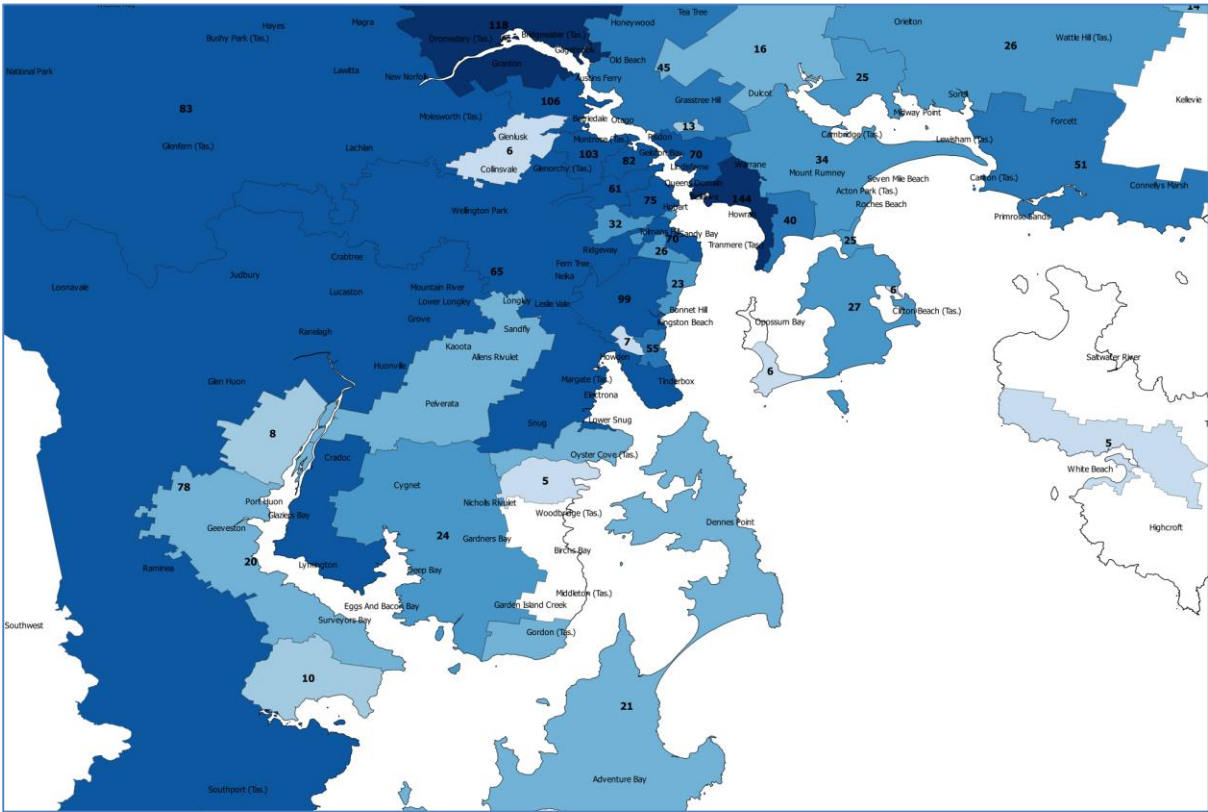 14
118
Tea Tree
Magra
Honeywood
Hayes
Orielton
Bushy Park (Tas.)
Dromedary (Tas.)
Bridgewater (Tas.)
Wattle Hill (Tas.)
26
16
Gagebrook
Old Beach
Granton
45
National Park
Lawitta
New Norfolk
Austins Ferry
25
Kellevie
Dulcot
Sorell
106
Grasstree Hill
83
Molesworth (Tas.)
Berriedale
Otago
Midway Point
Forcett
13
Glenlusk
Montrose (Tas.)
Risdon
Cambridge (Tas.)
Lewisham (Tas.)
Glenfern (Tas.)
6
Lachlan
103
Geilston Bay
70
Collinsvale
Glenorchy (Tas.)
82
Lindisfarne
Warrane
34
51
Mount Rumney
Seven Mile Beach
Carlton (Tas.)
Connellys Marsh
61
Queens Domain
Acton Park (Tas.)
75
144
Wellington Park
Hobart
Roches Beach
Howrah
40
Primrose Sands
32
Tolmans Hill
70
Sandy Bay
25
Ridgeway
26
Tranmere (Tas.)
Crabtree
Fern Tree
Judbury
65
Neika
23
Lonnavale
Mountain River
6
Lucaston
Lower Longley
Longley
Leslie Vale
99
27
Bonnet Hill
Clifton Beach (Tas.)
Grove
Kingston Beach
Opossum Bay
Ranelagh
Sandfly
7
55
Kaoota
Allens Rivulet
Howden
Saltwater River
Huonville
6
Glen Huon
Margate (Tas.)
Tinderbox
Electrona
Pelverata
Snug
Lower Snug
8
5
Oyster Cove (Tas.)
Cradoc
White Beach
5
78
Cygnet
Port Huon
Nicholls Rivulet
Woodbridge (Tas.)
Glaziers Bay
Geeveston
Dennes Point
Highcroft
24
Gardners Bay
Birchs Bay
20
Raminea
Lymington
Deep Bay
Middleton (Tas.)
Eggs And Bacon Bay
Garden Island Creek
Southwest
Surveyors Bay
Gordon (Tas.)
10
21
Adventure Bay
Southport (Tas.)